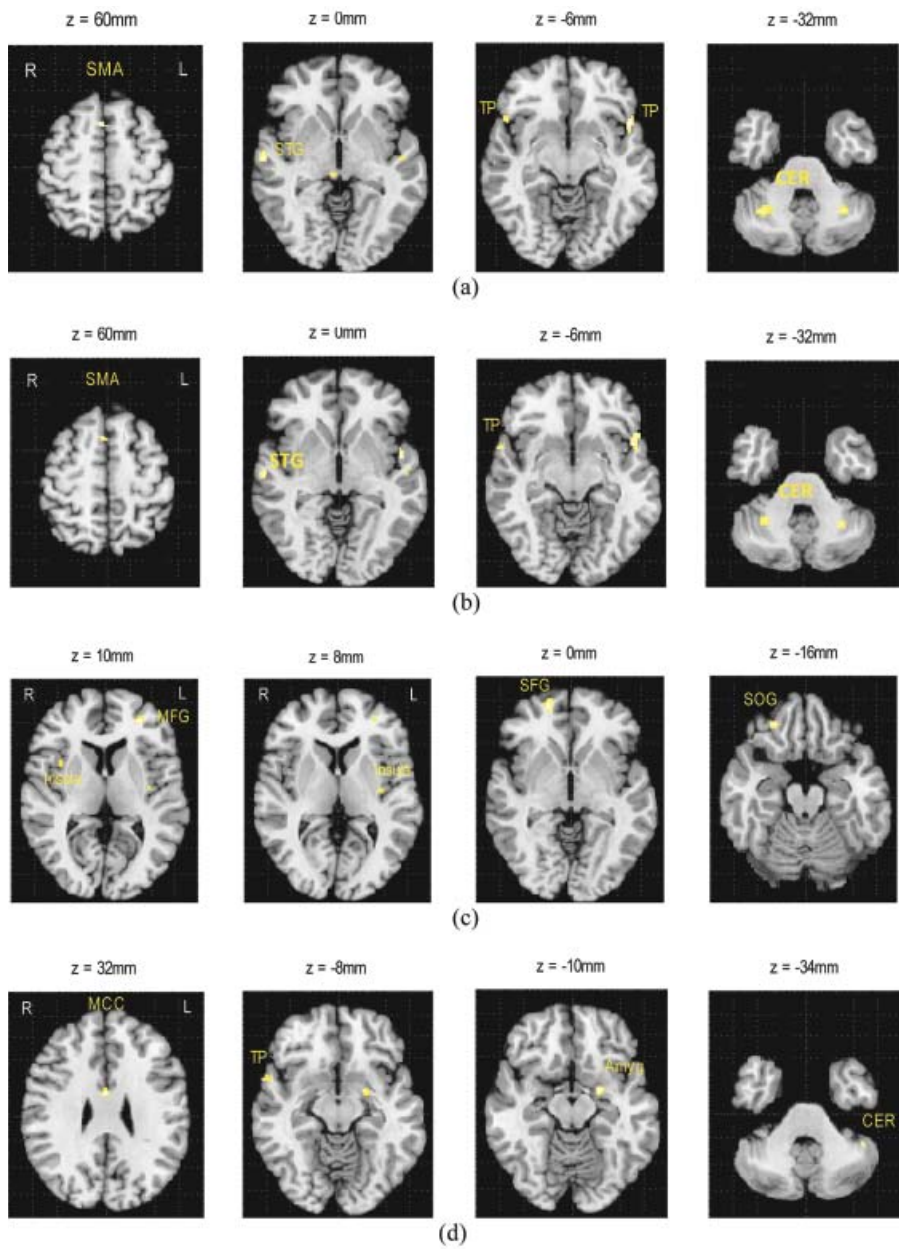 z = 60mm z = 0mm z = -6mm z = -32mm
R SMA L STG TP TP CER
(a)
z = 60mm z = 0mm z = -6mm z = -32mm
R SMA L STG TP CER
(b)
z = 10mm z = 8mm z = 0mm z = -16mm
R L MFG Insula R L Insula SFG SOG
(c)
z = 32mm z = -8mm z = -10mm z = -34mm
R MCC L TP Amyg CER
(d)